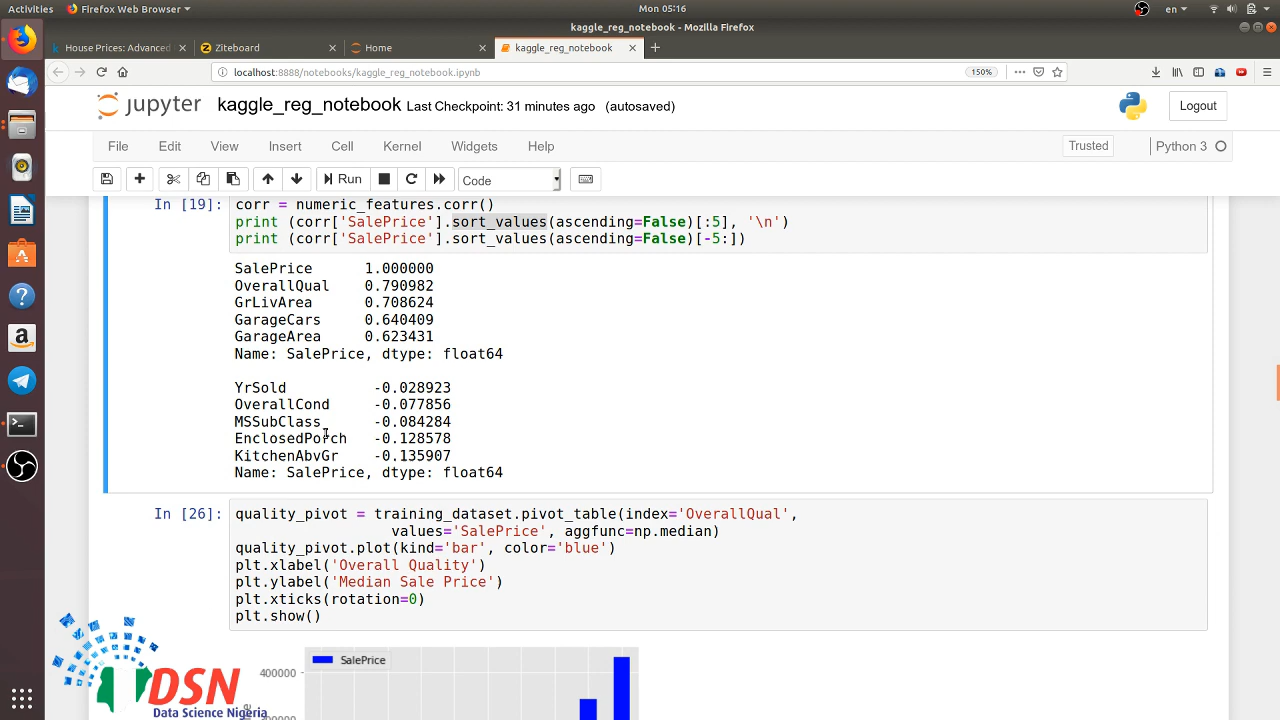 Activities Firefox Web Browser Mon 05:16 en
kaggle_reg_notebook - Mozilla Firefox
House Prices: Advanced Ziteboard Home kaggle_reg_notebook
localhost:8888/notebooks/kaggle_reg_notebook.ipynb 150%
jupyter kaggle_reg_notebook Last Checkpoint: 31 minutes ago (autosaved) Logout
File Edit View Insert Cell Kernel Widgets Help Trusted Python 3
Run Code
In [19]: corr = numeric_features.corr()
print (corr['SalePrice'].sort_values(ascending=False)[:5], '\n')
print (corr['SalePrice'].sort_values(ascending=False)[-5:])
SalePrice 1.000000
OverallQual 0.790982
GrLivArea 0.708624
GarageCars 0.640409
GarageArea 0.623431
Name: SalePrice, dtype: float64
YrSold -0.028923
OverallCond -0.077856
MSSubClass -0.084284
EnclosedPorch -0.128578
KitchenAbvGr -0.135907
Name: SalePrice, dtype: float64
In [26]: quality_pivot = training_dataset.pivot_table(index='OverallQual',
values='SalePrice', aggfunc=np.median)
quality_pivot.plot(kind='bar', color='blue')
plt.xlabel('Overall Quality')
plt.ylabel('Median Sale Price')
plt.xticks(rotation=0)
plt.show()
SalePrice
400000
DSN
Data Science Nigeria